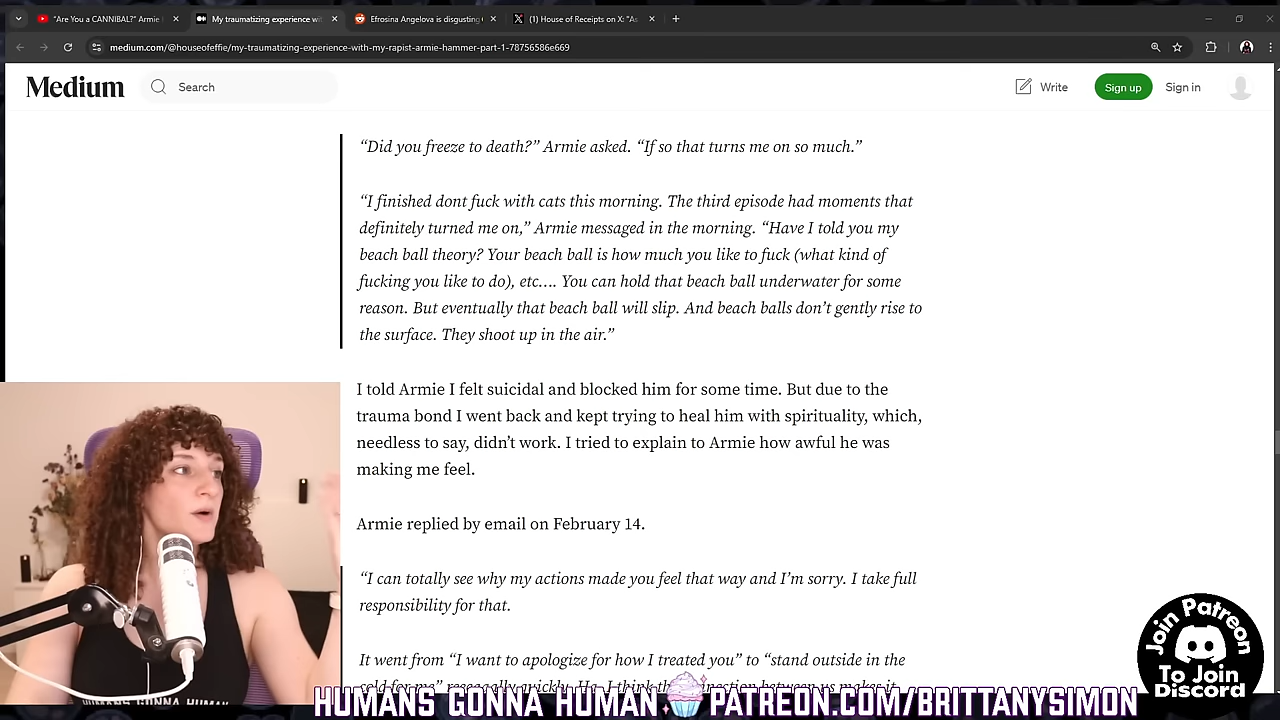 "Are You a CANNIBAL?" Armie
My traumatizing experience wi
Efrosina Angelova is disgusting
(1) House of Receipts on X: "As
medium.com/@houseofeffie/my-traumatizing-experience-with-my-rapist-armie-hammer-part-1-78756586e669
Medium
Search
Write
Sign up
Sign in
“Did you freeze to death?” Armie asked. “If so that turns me on so much.”
“I finished dont fuck with cats this morning. The third episode had moments that
definitely turned me on,” Armie messaged in the morning. “Have I told you my
beach ball theory? Your beach ball is how much you like to fuck (what kind of
fucking you like to do), etc…. You can hold that beach ball underwater for some
reason. But eventually that beach ball will slip. And beach balls don’t gently rise to
the surface. They shoot up in the air.”
I told Armie I felt suicidal and blocked him for some time. But due to the
trauma bond I went back and kept trying to heal him with spirituality, which,
needless to say, didn’t work. I tried to explain to Armie how awful he was
making me feel.
Armie replied by email on February 14.
“I can totally see why my actions made you feel that way and I’m sorry. I take full
responsibility for that.
It went from “I want to apologize for how I treated you” to “stand outside in the
HUMANS GONNA HUMAN
PATREON.COM/BRITTANYSIMON
Join Patreon
To Join
Discord